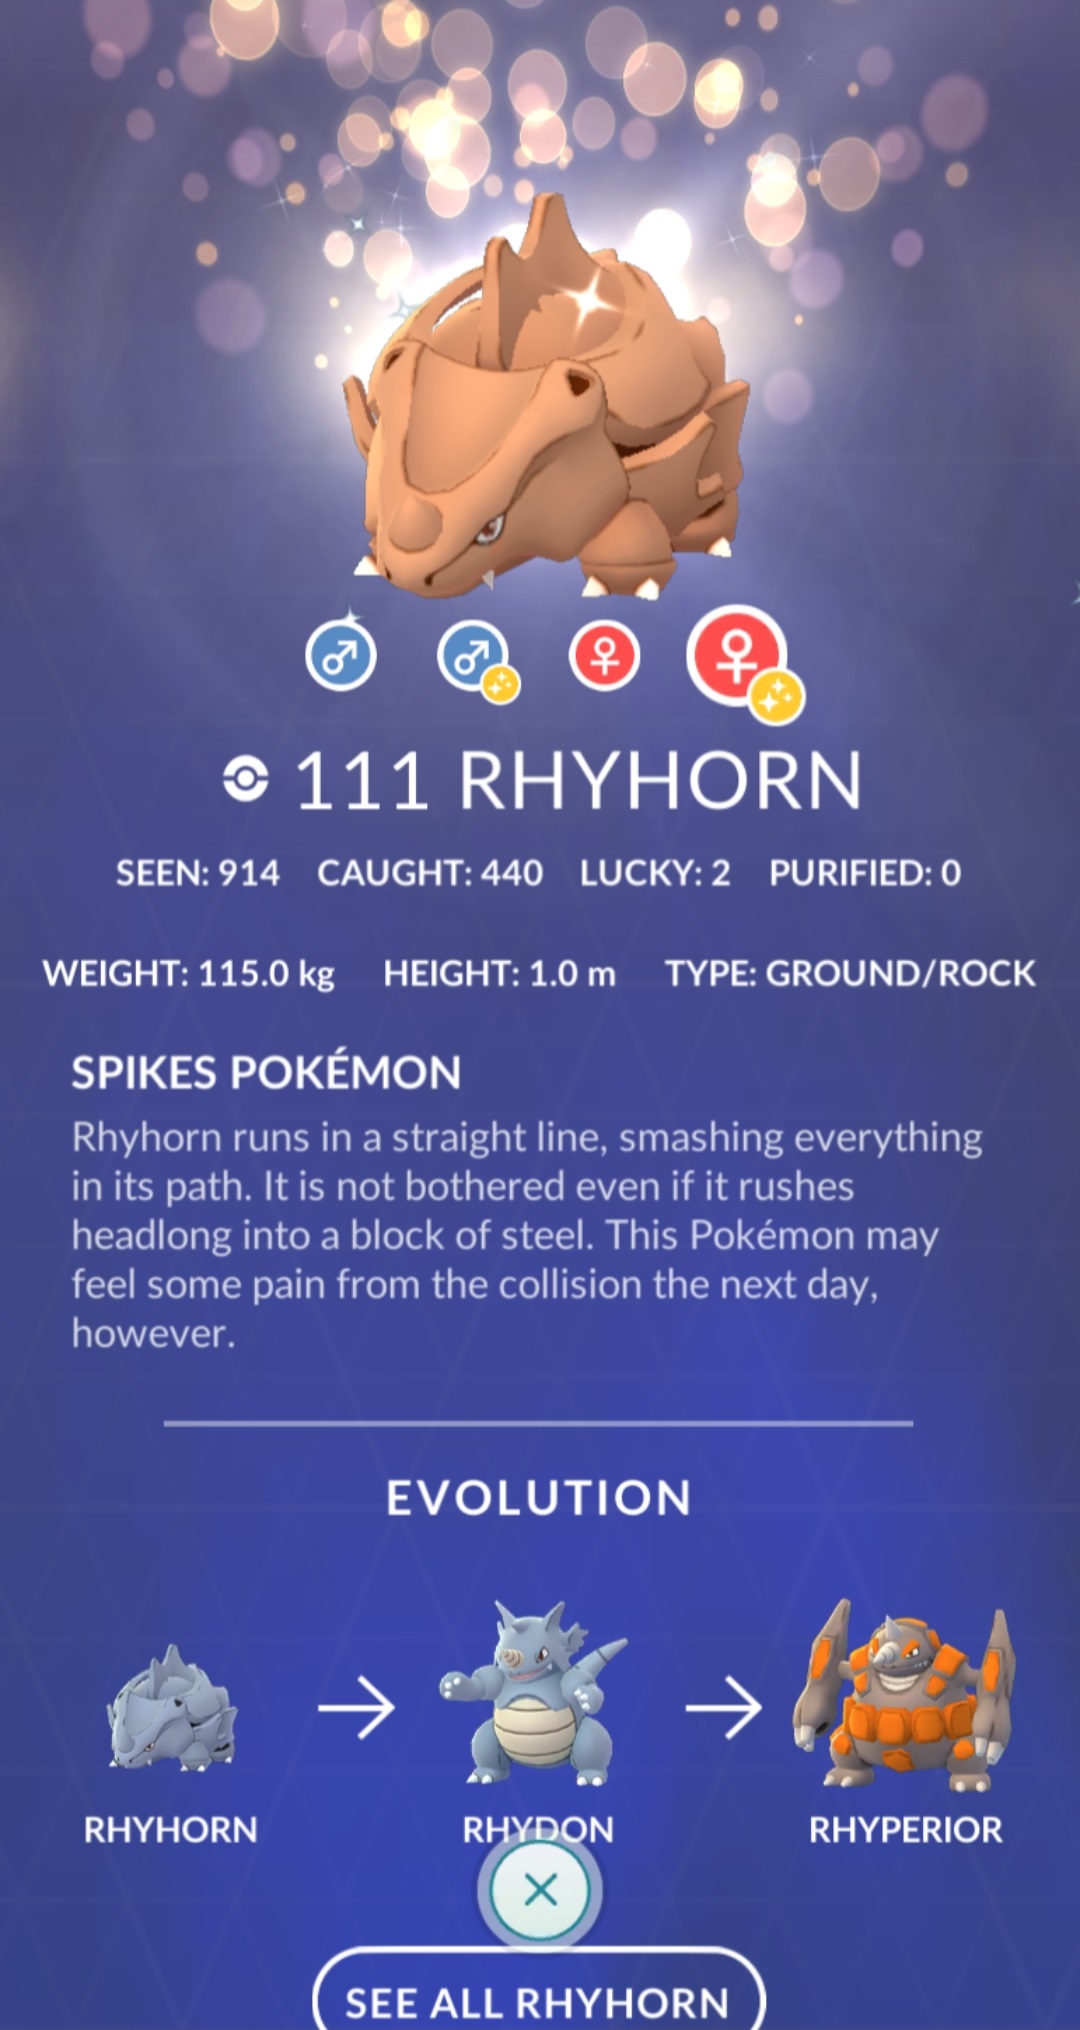 111 RHYHORN
SEEN: 914 CAUGHT: 440 LUCKY: 2 PURIFIED: 0
WEIGHT: 115.0 kg HEIGHT: 1.0 m TYPE: GROUND/ROCK
SPIKES POKÉMON
Rhyhorn runs in a straight line, smashing everything
in its path. It is not bothered even if it rushes
headlong into a block of steel. This Pokémon may
feel some pain from the collision the next day,
however.
EVOLUTION
RHYHORN RHYDON RHYPERIOR
SEE ALL RHYHORN